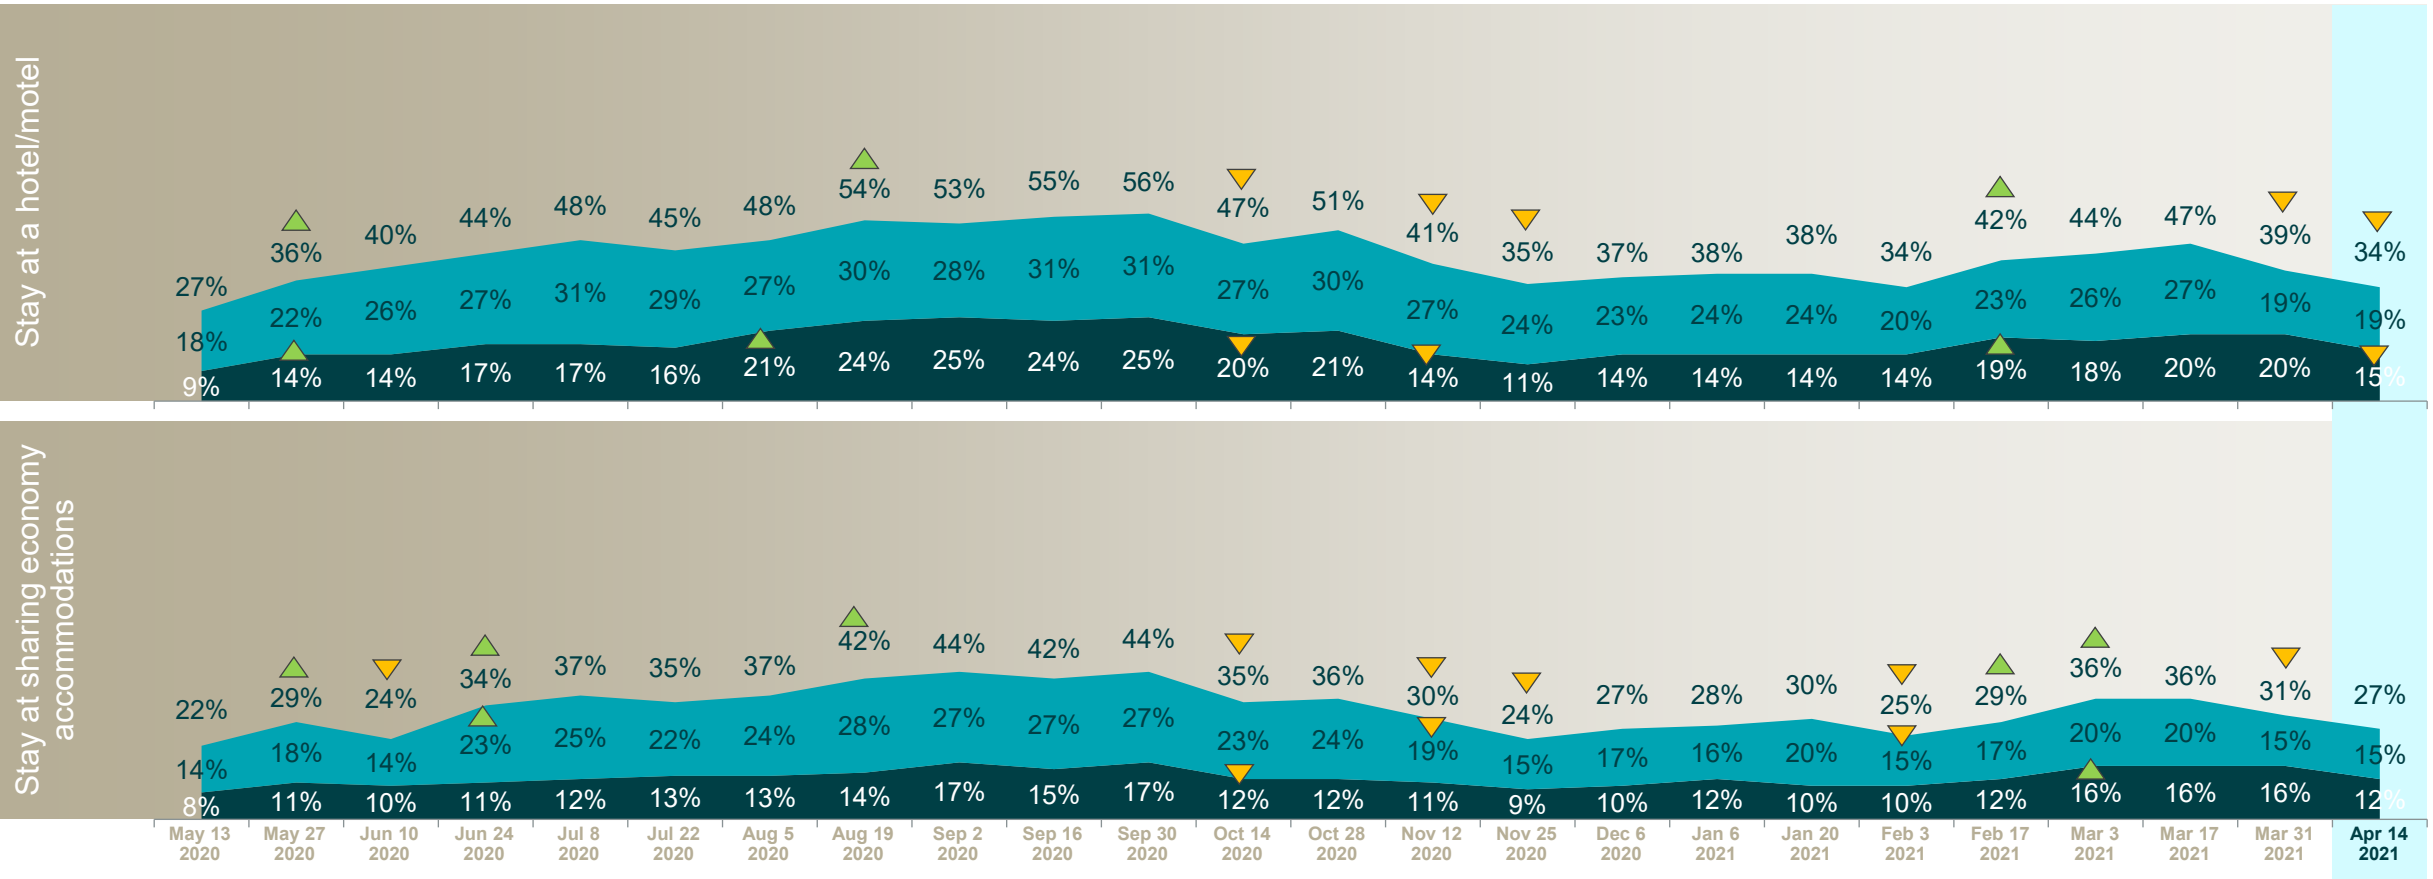 Stay at a hotel/motel
27% 36% 40% 44% 48% 45% 48% 54% 53% 55% 56% 47% 51% 41% 35% 37% 38% 38% 34% 42% 44% 47% 39% 34%
18% 22% 26% 27% 31% 29% 27% 30% 28% 31% 31% 27% 30% 27% 24% 23% 24% 24% 20% 23% 26% 27% 19% 19%
9% 14% 14% 17% 17% 16% 21% 24% 25% 24% 25% 20% 21% 14% 11% 14% 14% 14% 14% 19% 18% 20% 20% 15%
Stay at sharing economy
accommodations
22% 29% 24% 34% 37% 35% 37% 42% 44% 42% 44% 35% 36% 30% 24% 27% 28% 30% 25% 29% 36% 36% 31% 27%
14% 18% 14% 23% 25% 22% 24% 28% 27% 27% 27% 23% 24% 19% 15% 17% 16% 20% 15% 17% 20% 20% 15% 15%
8% 11% 10% 11% 12% 13% 13% 14% 17% 15% 17% 12% 12% 11% 9% 10% 12% 10% 10% 12% 16% 16% 16% 12%
May 13 May 27 Jun 10 Jun 24 Jul 8 Jul 22 Aug 5 Aug 19 Sep 2 Sep 16 Sep 30 Oct 14 Oct 28 Nov 12 Nov 25 Dec 6 Jan 6 Jan 20 Feb 3 Feb 17 Mar 3 Mar 17 Mar 31 Apr 14
2020 2020 2020 2020 2020 2020 2020 2020 2020 2020 2020 2020 2020 2020 2020 2020 2021 2021 2021 2021 2021 2021 2021 2021